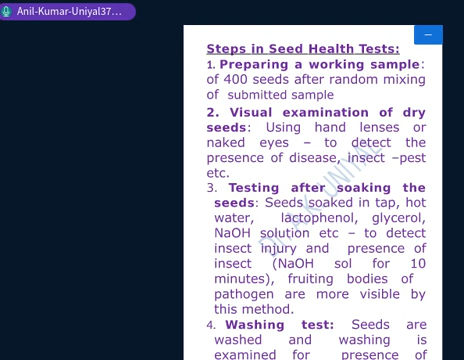 Anil-Kumar-Uniyal37...
Steps in Seed Health Tests:
1. Preparing a working sample:
of 400 seeds after random mixing
of submitted sample
2. Visual examination of dry
seeds: Using hand lenses or
naked eyes – to detect the
presence of disease, insect –pest
etc.
3. Testing after soaking the
seeds: Seeds soaked in tap, hot
water, lactophenol, glycerol,
NaOH solution etc – to detect
insect injury and presence of
insect (NaOH sol for 10
minutes), fruiting bodies of
pathogen are more visible by
this method.
4. Washing test: Seeds are
washed and washing is
examined for presence of
UNIYAL